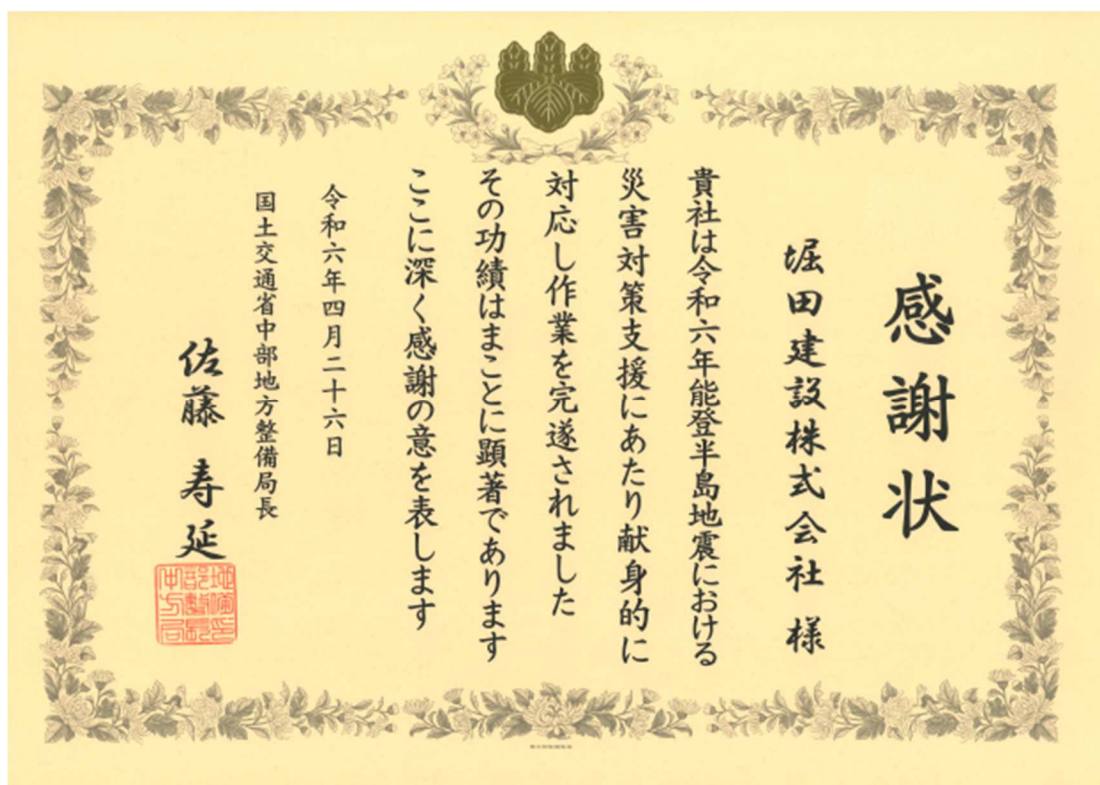 感謝状
堀田建設株式会社 様
貴社は令和六年能登半島地震における
災害対策支援にあたり献身的に
対応し作業を完遂されました
その功績はまことに顕著であります
ここに深く感謝の意を表します
令和六年四月二十六日
国土交通省中部地方整備局長
佐藤 寿延